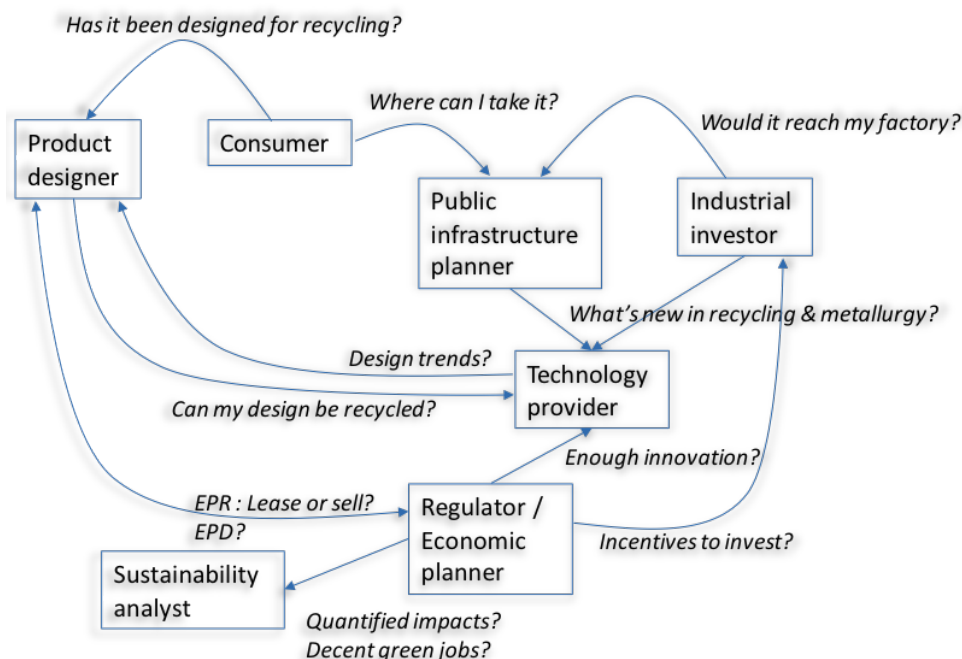 Has it been designed for recycling?
Where can I take it?
Would it reach my factory?
Product
designer
Consumer
Public
infrastructure
planner
Industrial
investor
What's new in recycling & metallurgy?
Design trends?
Technology
provider
Can my design be recycled?
Enough innovation?
EPR : Lease or sell?
EPD?
Regulator /
Economic
planner
Incentives to invest?
Sustainability
analyst
Quantified impacts?
Decent green jobs?